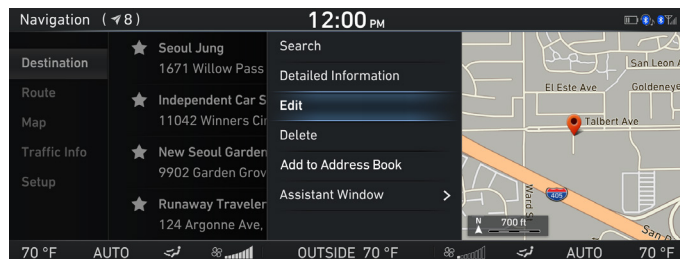 Navigation ( 8 )
12:00 PM
Destination
Route
Map
Traffic Info
Setup
Seoul Jung
1671 Willow Pass
Independent Car S
11042 Winners Cir
New Seoul Garden
9902 Garden Grov
Runaway Traveler
124 Argonne Ave,
Search
Detailed Information
Edit
Delete
Add to Address Book
Assistant Window >
San Leon A
El Este Ave
Goldeneye
Talbert Ave
Ward St
405
San D
N
700 ft
70 °F AUTO OUTSIDE 70 °F AUTO 70 °F